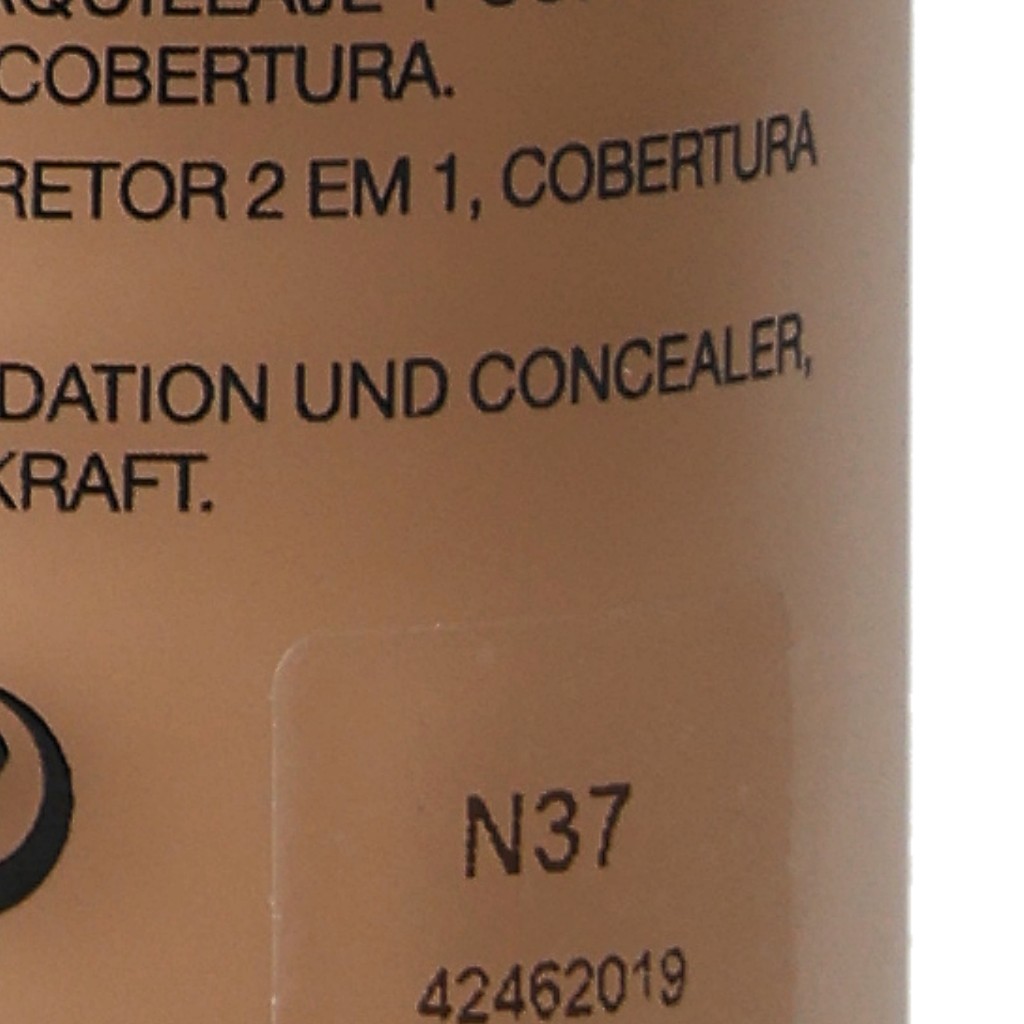 COBERTURA.
RETOR 2 EM 1, COBERTURA
DATION UND CONCEALER,
KRAFT.
N37
42462019